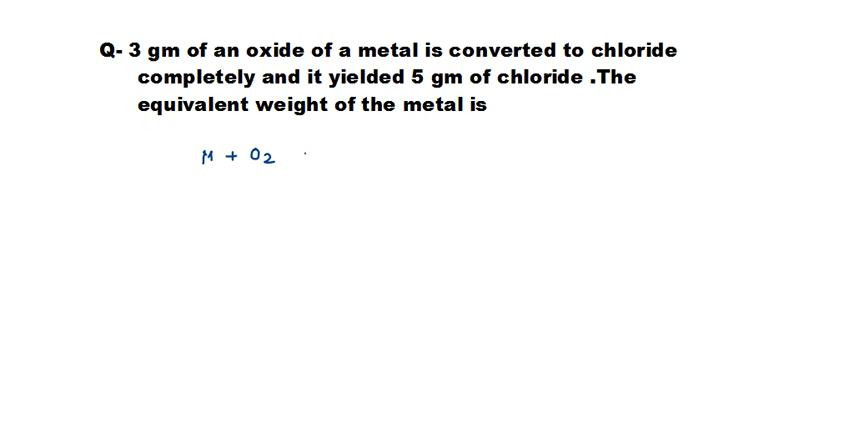 Q- 3 gm of an oxide of a metal is converted to chloride
completely and it yielded 5 gm of chloride .The
equivalent weight of the metal is
M + O2